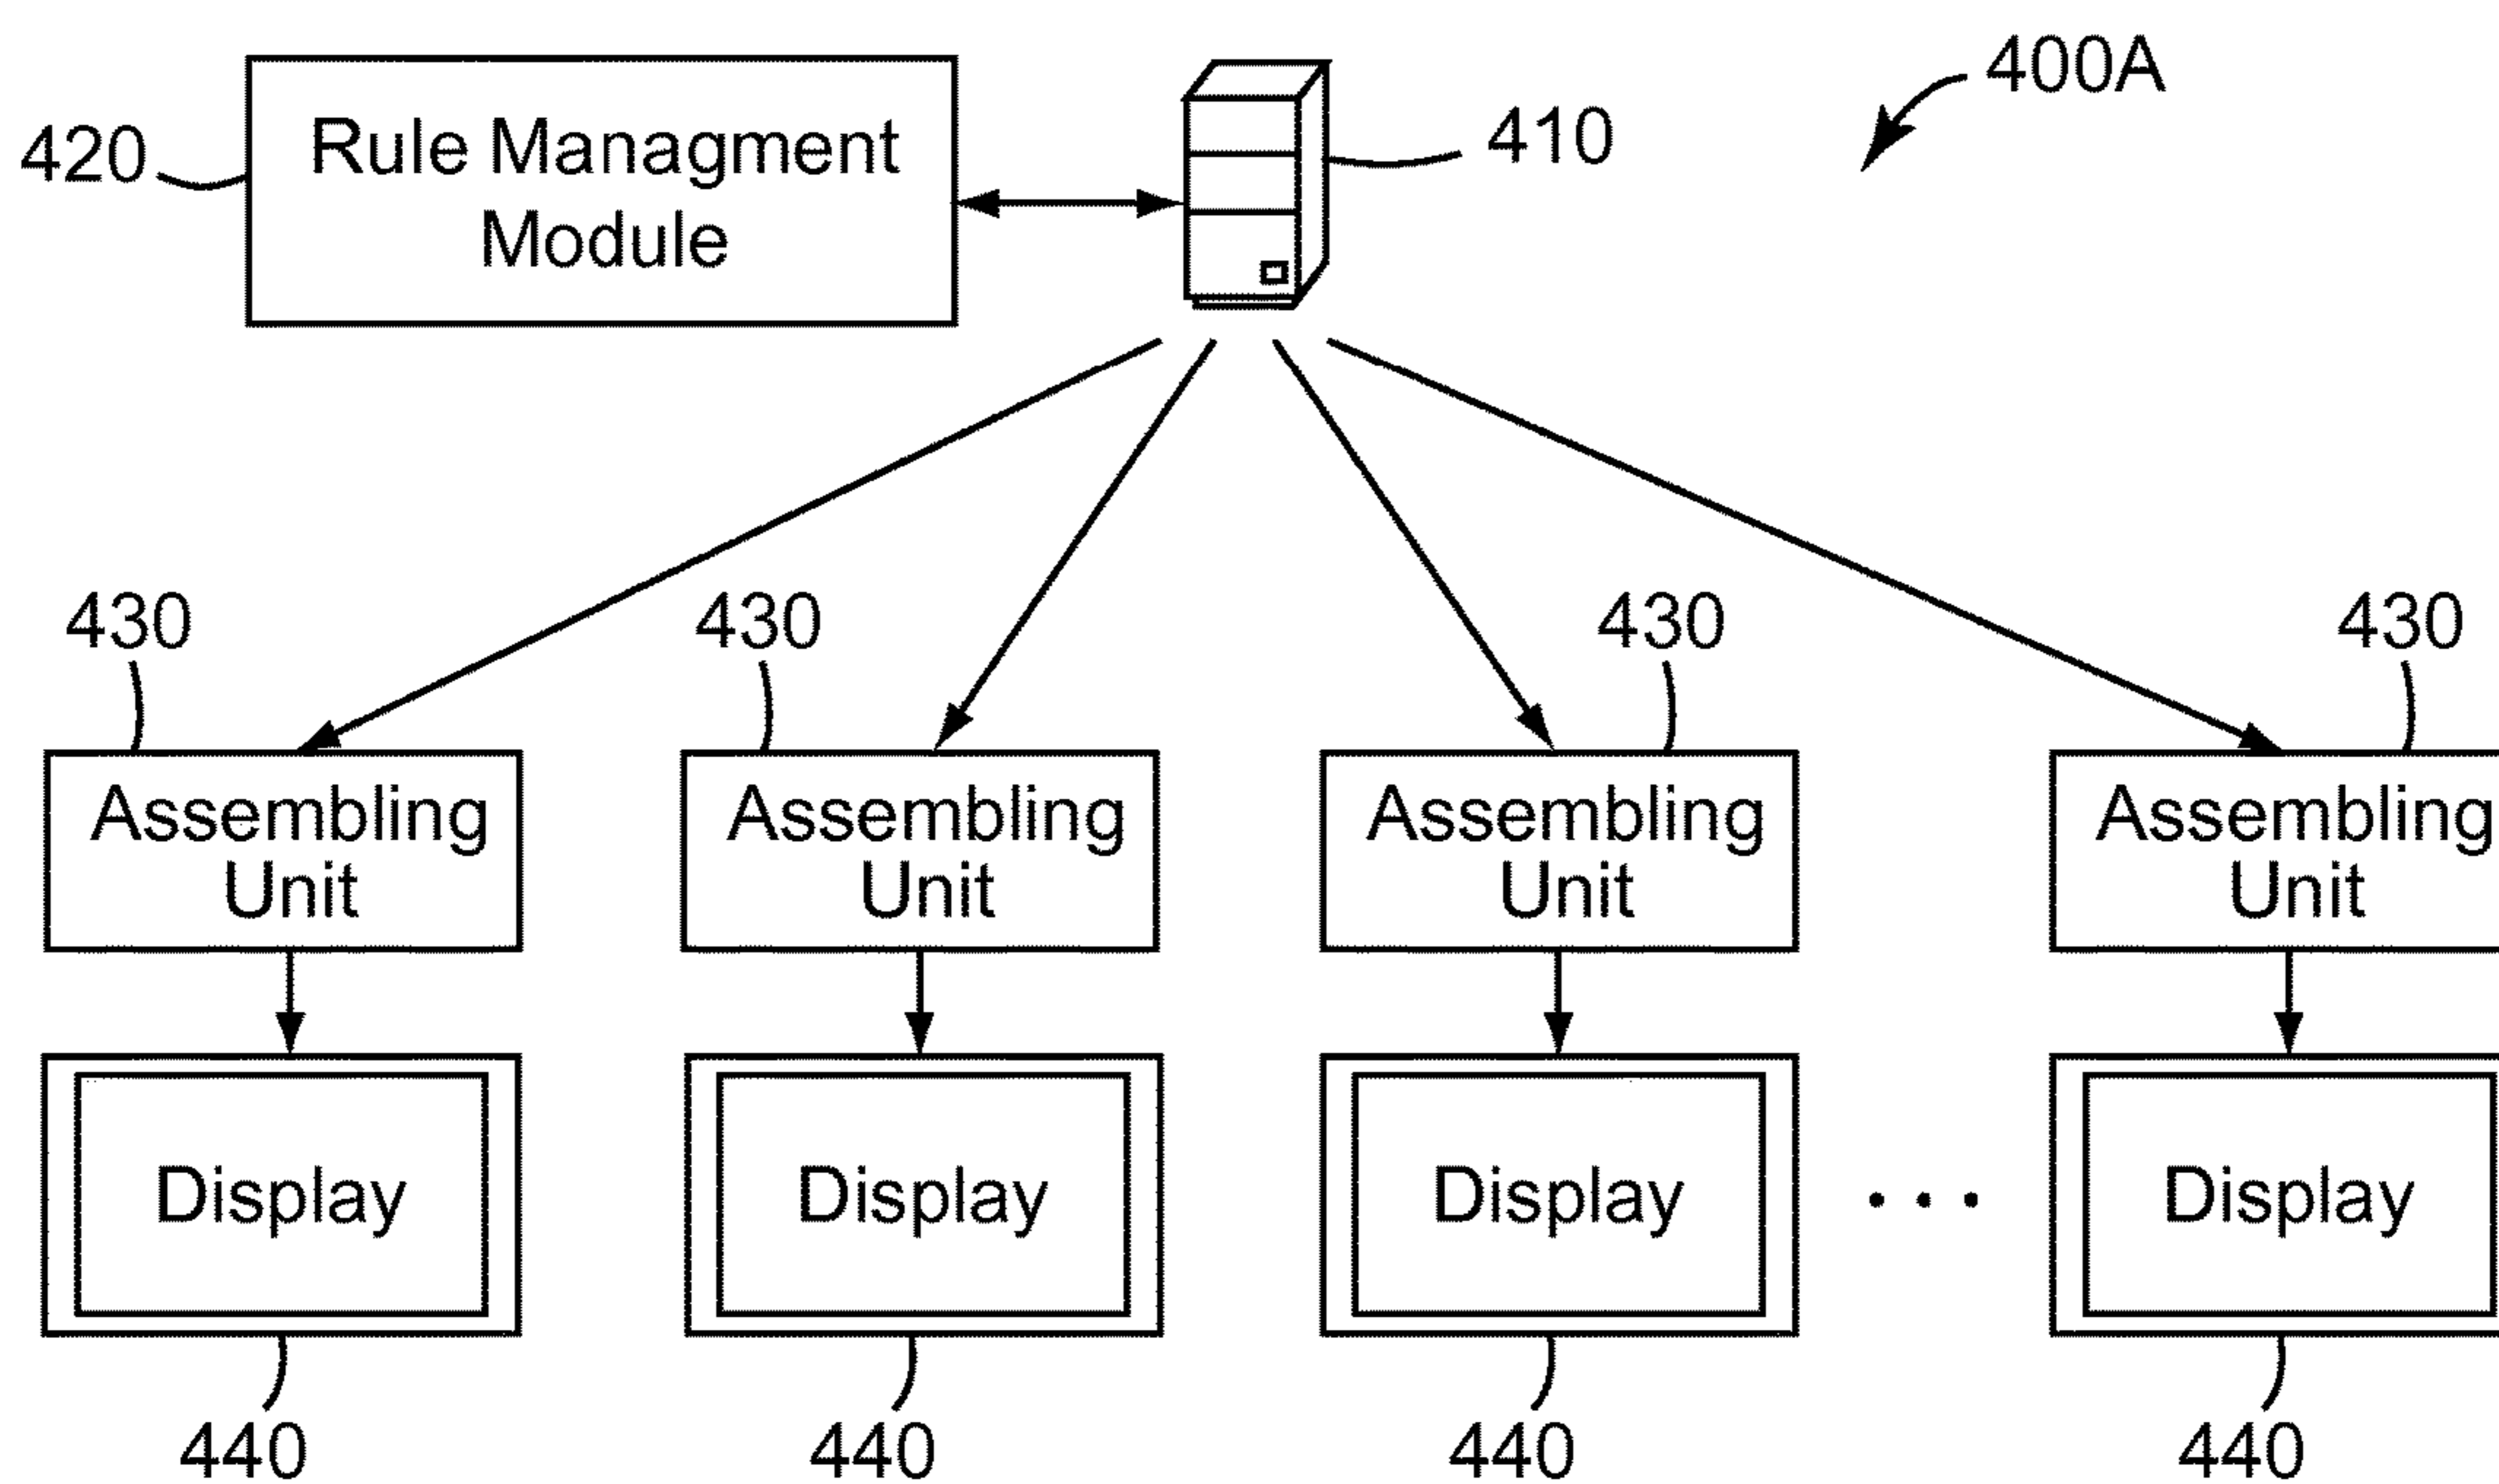 400A
420
Rule Managment
Module
410
430
430
430
430
Assembling
Unit
Assembling
Unit
Assembling
Unit
Assembling
Unit
Display
Display
Display
• • •
Display
440
440
440
440